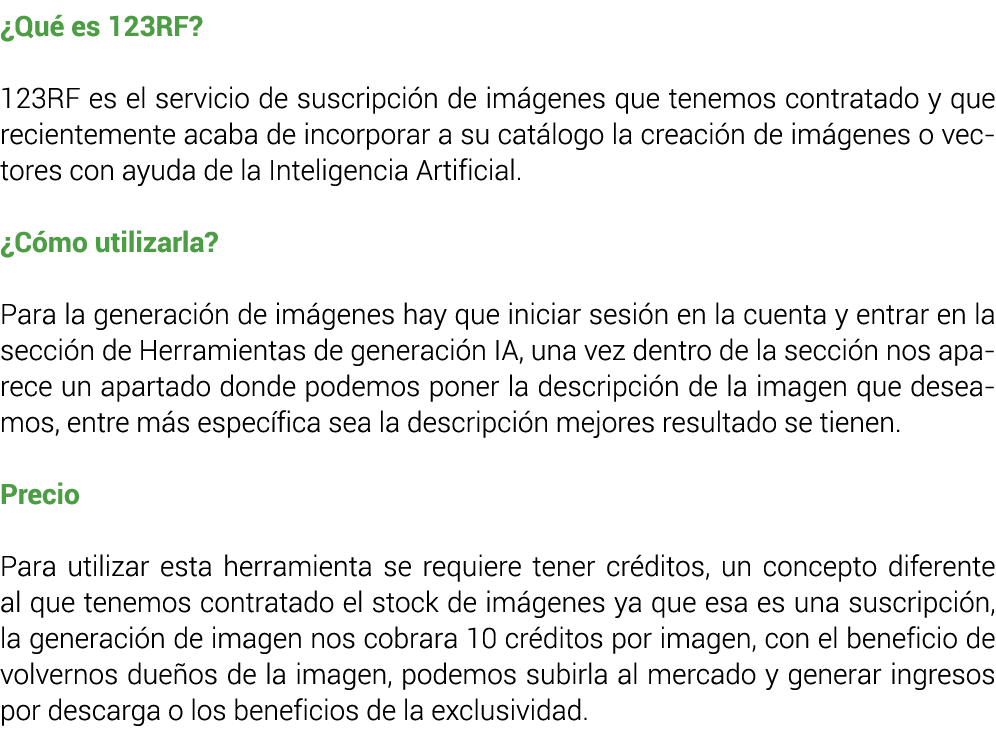 ¿Qué es 123RF?
123RF es el servicio de suscripción de imágenes que tenemos contratado y que
recientemente acaba de incorporar a su catálogo la creación de imágenes o vec-
tores con ayuda de la Inteligencia Artificial.
¿Cómo utilizarla?
Para la generación de imágenes hay que iniciar sesión en la cuenta y entrar en la
sección de Herramientas de generación IA, una vez dentro de la sección nos apa-
rece un apartado donde podemos poner la descripción de la imagen que desea-
mos, entre más específica sea la descripción mejores resultado se tienen.
Precio
Para utilizar esta herramienta se requiere tener créditos, un concepto diferente
al que tenemos contratado el stock de imágenes ya que esa es una suscripción,
la generación de imagen nos cobrara 10 créditos por imagen, con el beneficio de
volvernos dueños de la imagen, podemos subirla al mercado y generar ingresos
por descarga o los beneficios de la exclusividad.